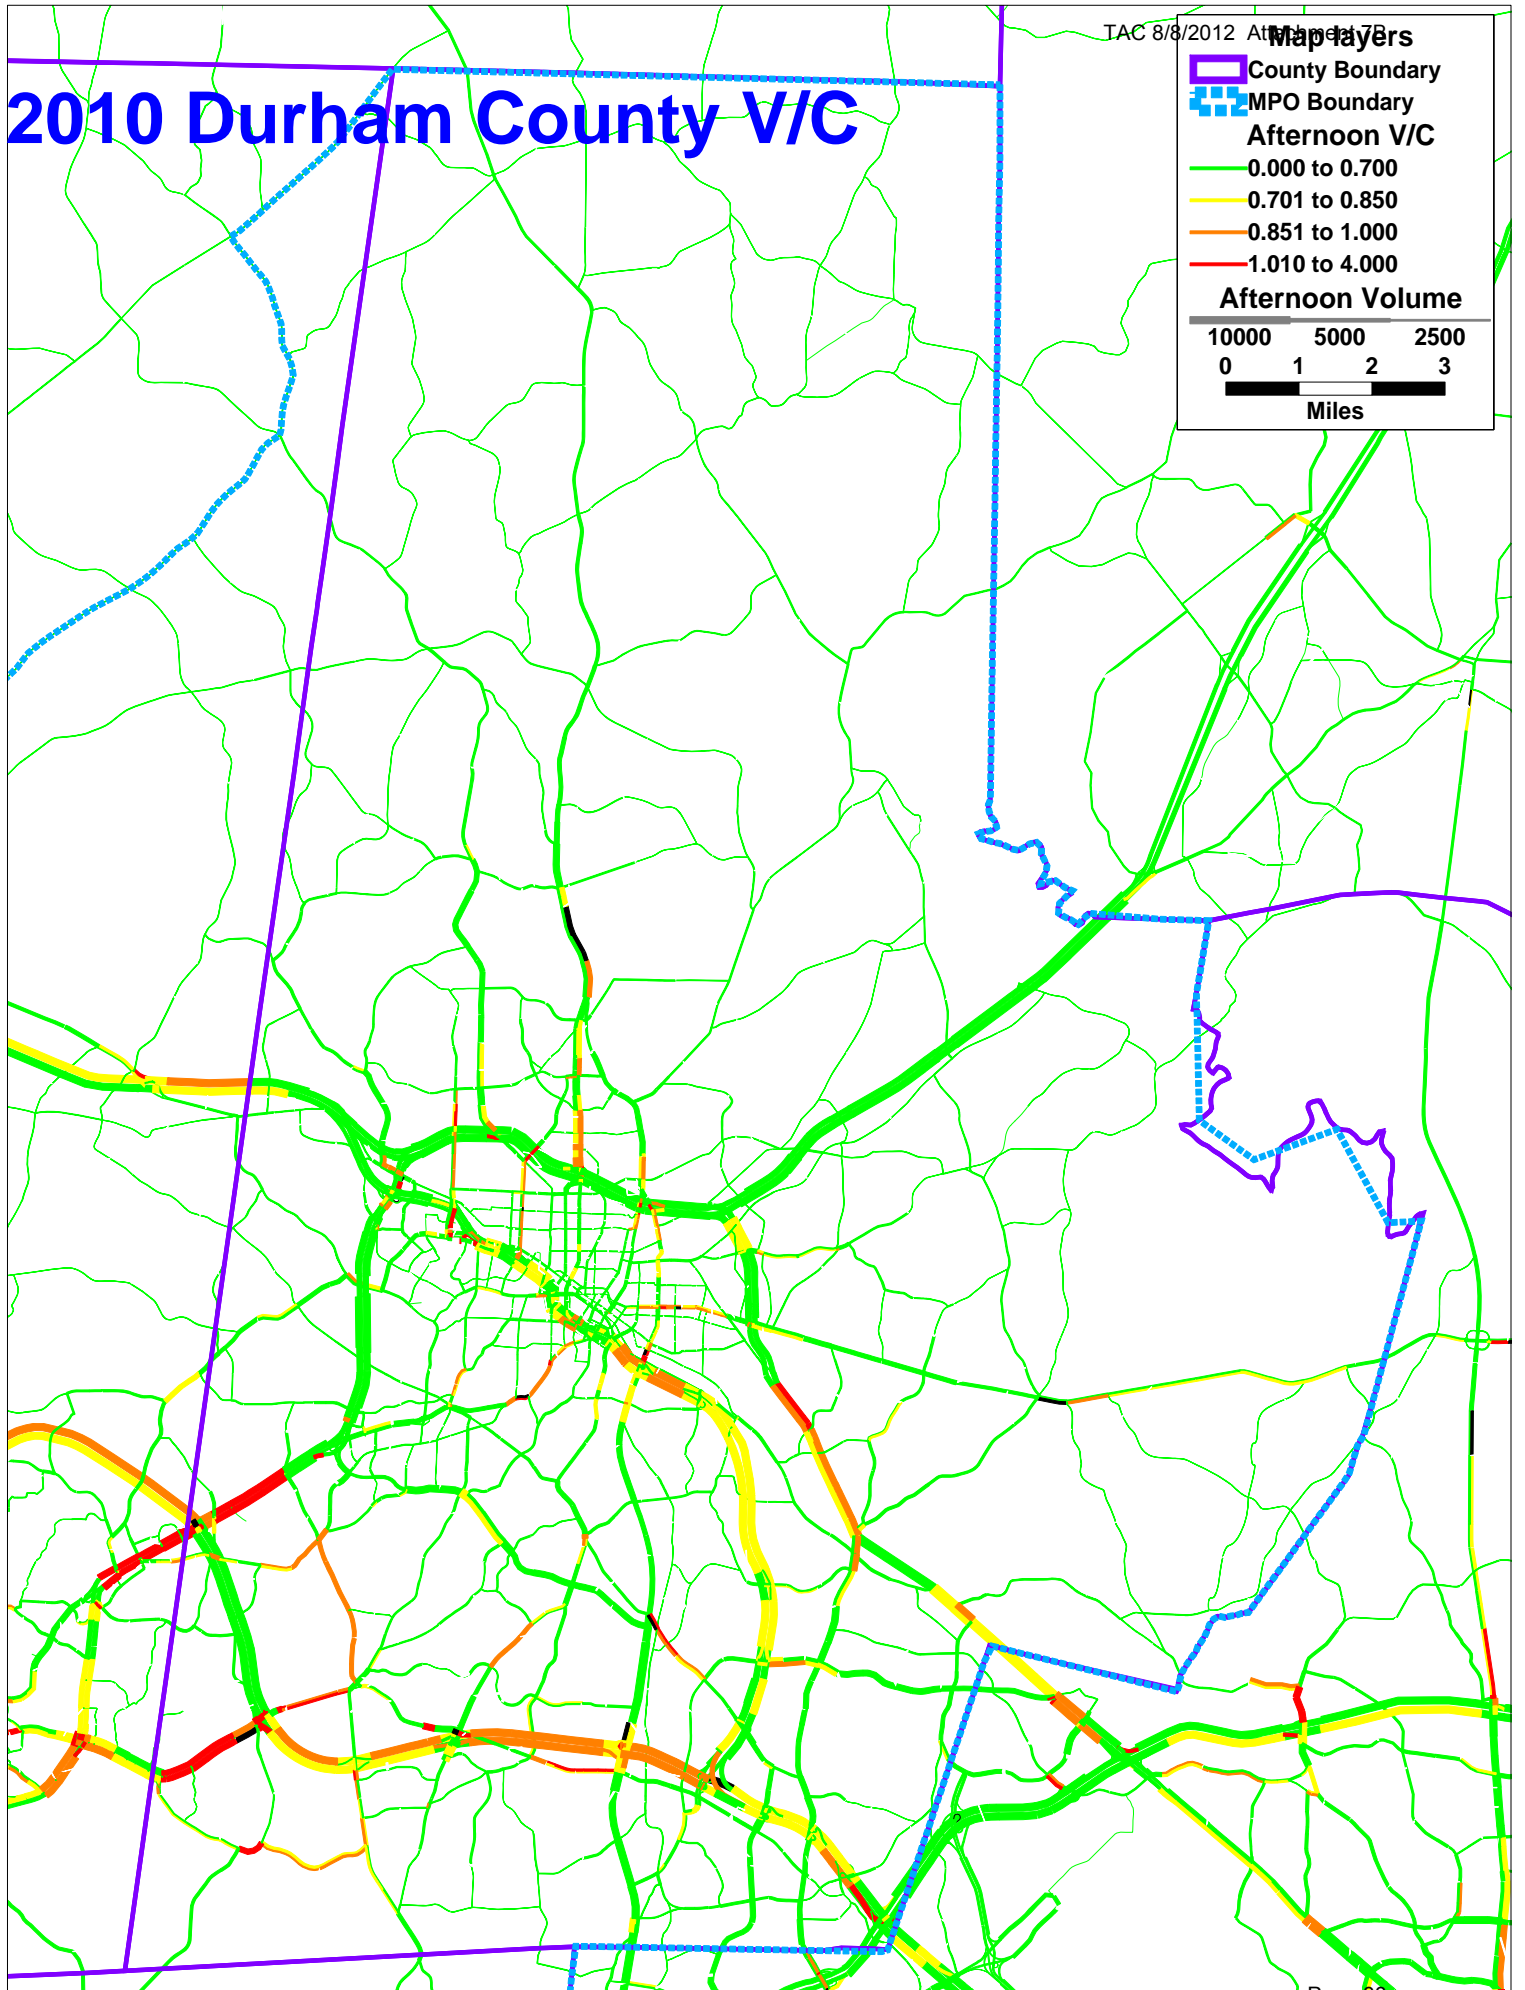 TAC 8/8/2012 Attachment 7B
Map layers
County Boundary
MPO Boundary
2010 Durham County V/C
Afternoon V/C
0.000 to 0.700
0.701 to 0.850
0.851 to 1.000
1.010 to 4.000
Afternoon Volume
10000 5000 2500
0 1 2 3
Miles